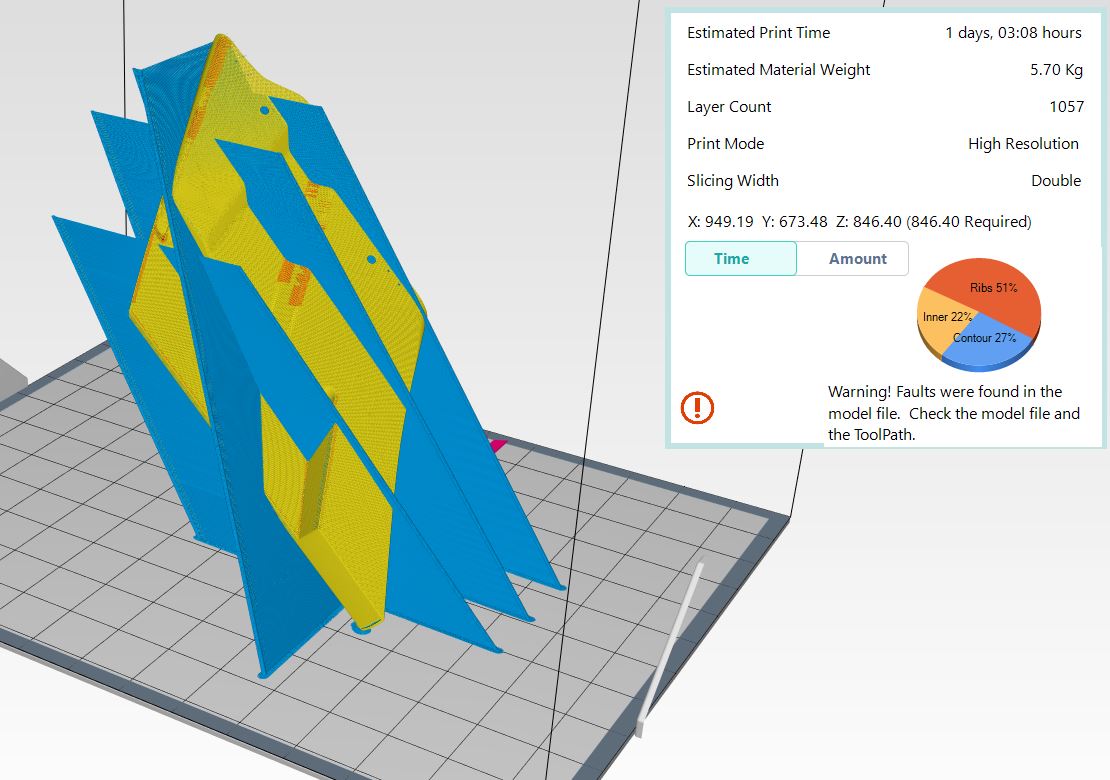 Estimated Print Time 1 days, 03:08 hours
Estimated Material Weight 5.70 Kg
Layer Count 1057
Print Mode High Resolution
Slicing Width Double
X: 949.19 Y: 673.48 Z: 846.40 (846.40 Required)
Time Amount
Ribs 51%
Inner 22%
Contour 27%
Warning! Faults were found in the
model file. Check the model file and
the ToolPath.